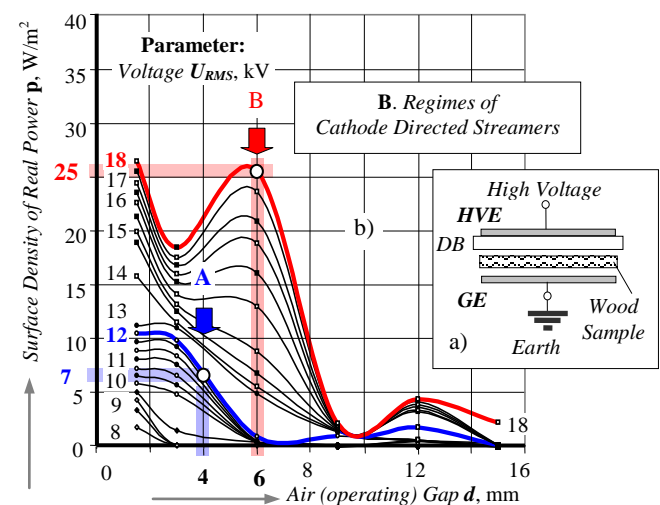 Surface Density of Real Power p, W/m²
40
35
30
25
20
15
10
5
0
25
7
Parameter:
Voltage U_RMS, kV
B
B. Regimes of
Cathode Directed Streamers
18
17
16
15
14
13
12
11
10
9
8
A
b)
High Voltage
HVE
DB
GE
Wood
Sample
Earth
a)
18
0
4
6
8
12
16
Air (operating) Gap d, mm